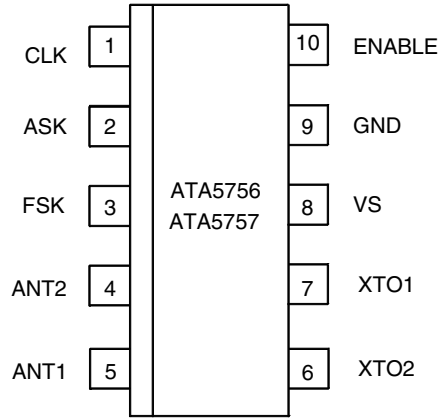 CLK 1 10 ENABLE
ASK 2 9 GND
ATA5756
FSK 3 8 VS
ATA5757
ANT2 4 7 XTO1
ANT1 5 6 XTO2